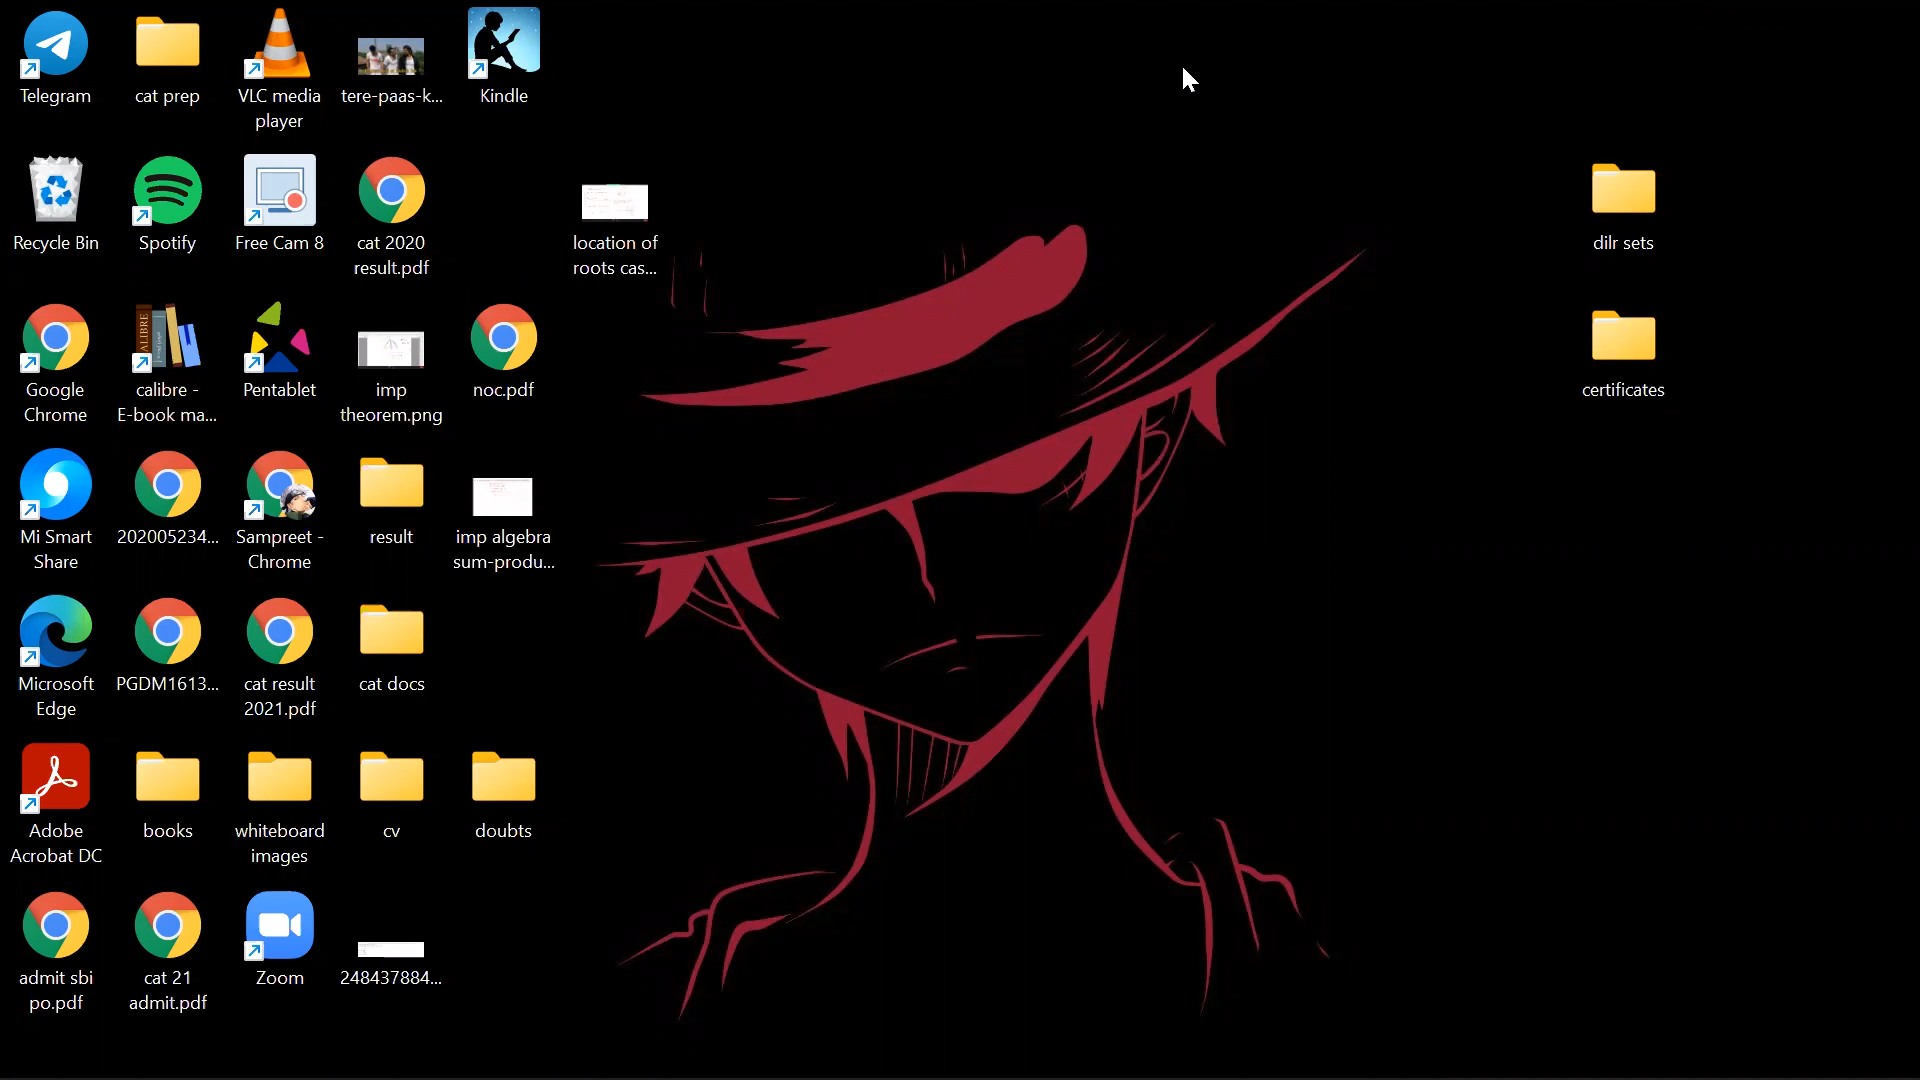 Telegram
cat prep
VLC media
player
tere-paas-k...
Kindle
Recycle Bin
Spotify
Free Cam 8
cat 2020
result.pdf
location of
roots cas...
dilr sets
Google
Chrome
calibre -
E-book ma...
Pentablet
imp
theorem.png
noc.pdf
certificates
Mi Smart
Share
202005234...
Sampreet -
Chrome
result
imp algebra
sum-produ...
Microsoft
Edge
PGDM1613...
cat result
2021.pdf
cat docs
Adobe
Acrobat DC
books
whiteboard
images
cv
doubts
admit sbi
po.pdf
cat 21
admit.pdf
Zoom
248437884...